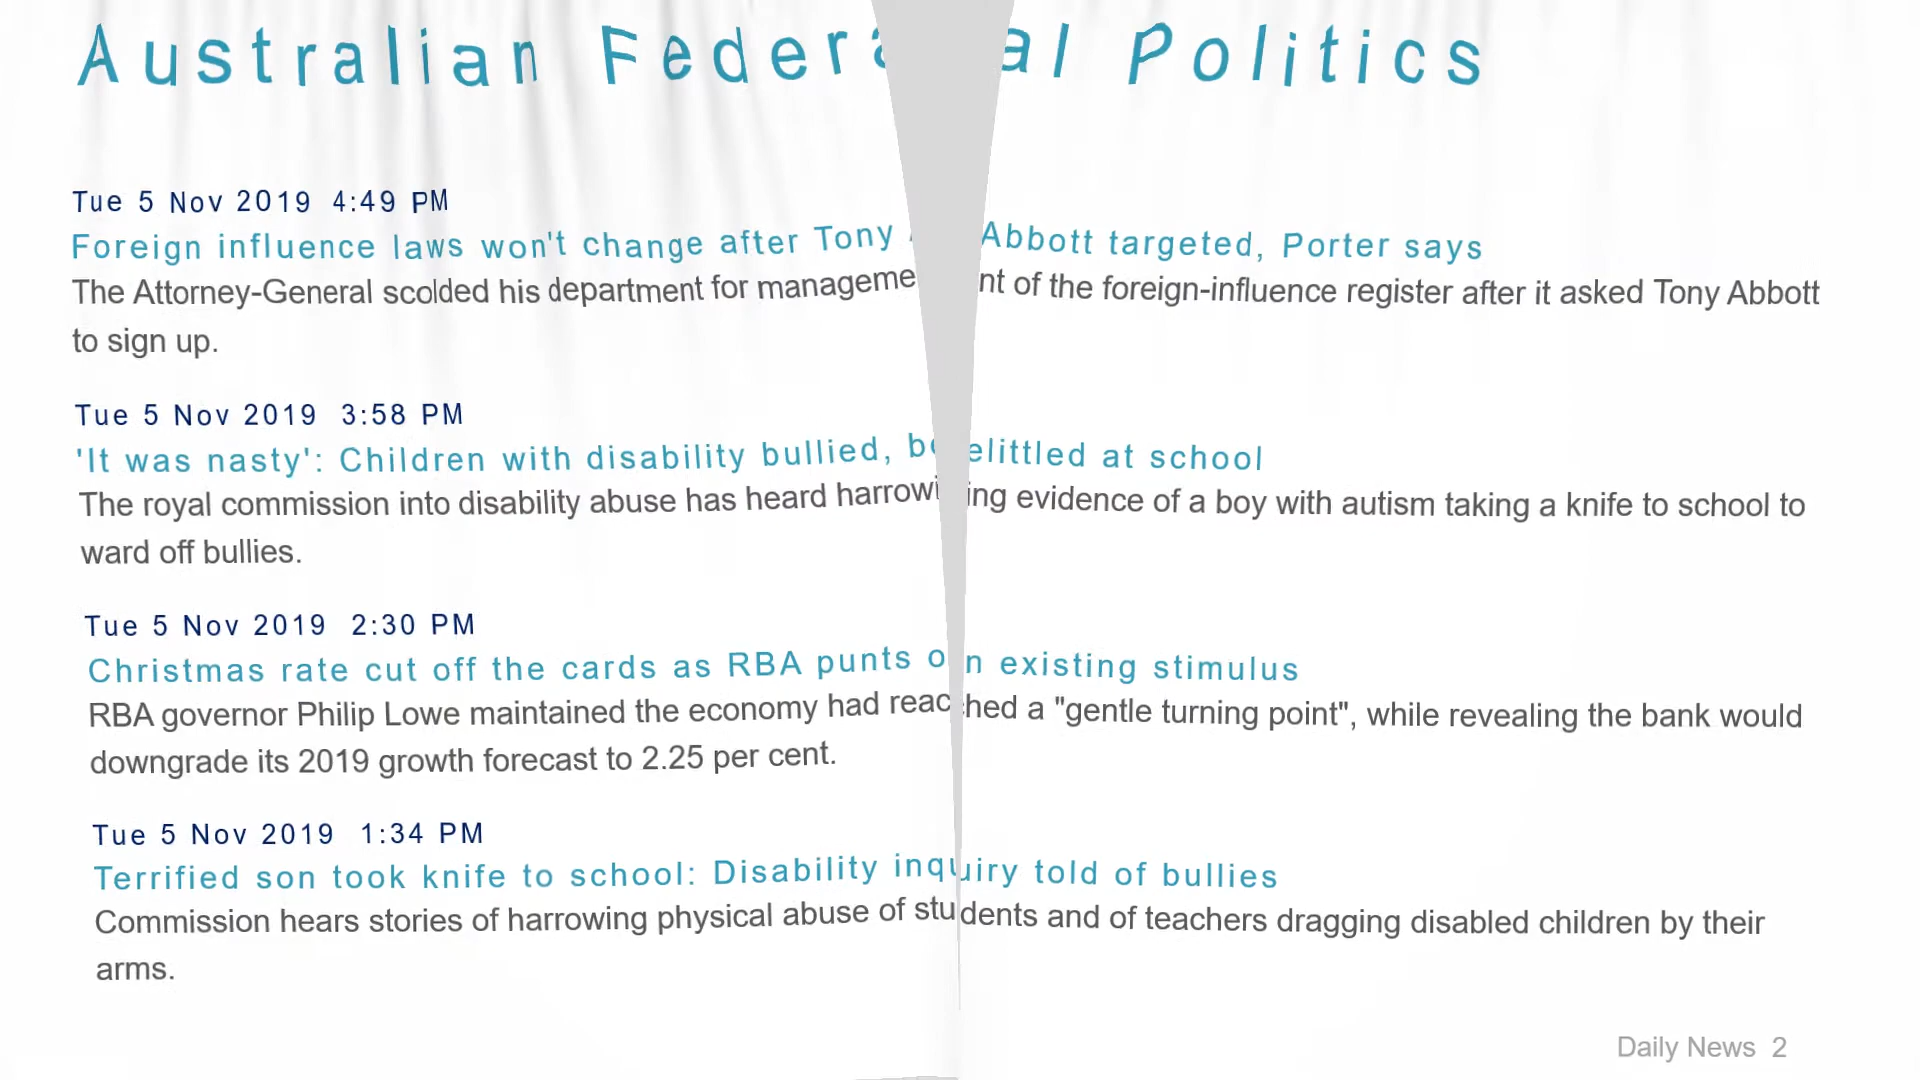 Australian Federal Politics
Tue 5 Nov 2019 4:49 PM
Foreign influence laws won't change after Tony Abbott targeted, Porter says
The Attorney-General scolded his department for management of the foreign-influence register after it asked Tony Abbott
to sign up.
Tue 5 Nov 2019 3:58 PM
'It was nasty': Children with disability bullied, belittled at school
The royal commission into disability abuse has heard harrowing evidence of a boy with autism taking a knife to school to
ward off bullies.
Tue 5 Nov 2019 2:30 PM
Christmas rate cut off the cards as RBA punts on existing stimulus
RBA governor Philip Lowe maintained the economy had reached a "gentle turning point", while revealing the bank would
downgrade its 2019 growth forecast to 2.25 per cent.
Tue 5 Nov 2019 1:34 PM
Terrified son took knife to school: Disability inquiry told of bullies
Commission hears stories of harrowing physical abuse of students and of teachers dragging disabled children by their
arms.
Daily News 2